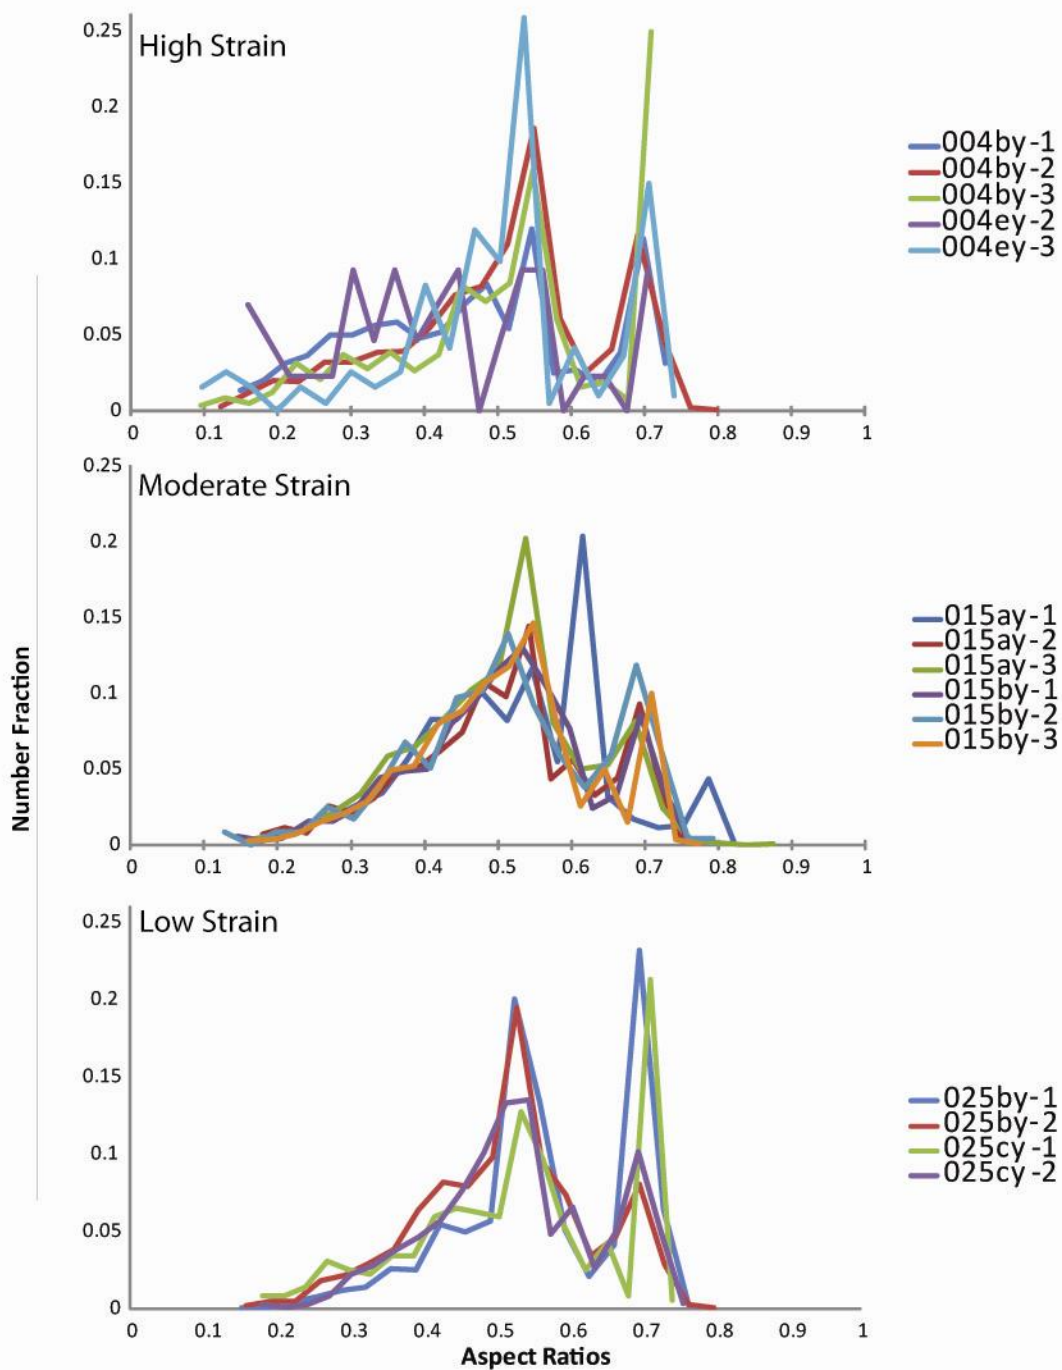 High Strain
0.25
0.2
0.15
0.1
0.05
0
0 0.1 0.2 0.3 0.4 0.5 0.6 0.7 0.8 0.9 1
004by-1
004by-2
004by-3
004ey-2
004ey-3
Moderate Strain
0.25
0.2
0.15
0.1
0.05
0
0 0.1 0.2 0.3 0.4 0.5 0.6 0.7 0.8 0.9 1
015ay-1
015ay-2
015ay-3
015by-1
015by-2
015by-3
Number Fraction
Low Strain
0.25
0.2
0.15
0.1
0.05
0
0 0.1 0.2 0.3 0.4 0.5 0.6 0.7 0.8 0.9 1
025by-1
025by-2
025cy-1
025cy-2
Aspect Ratios